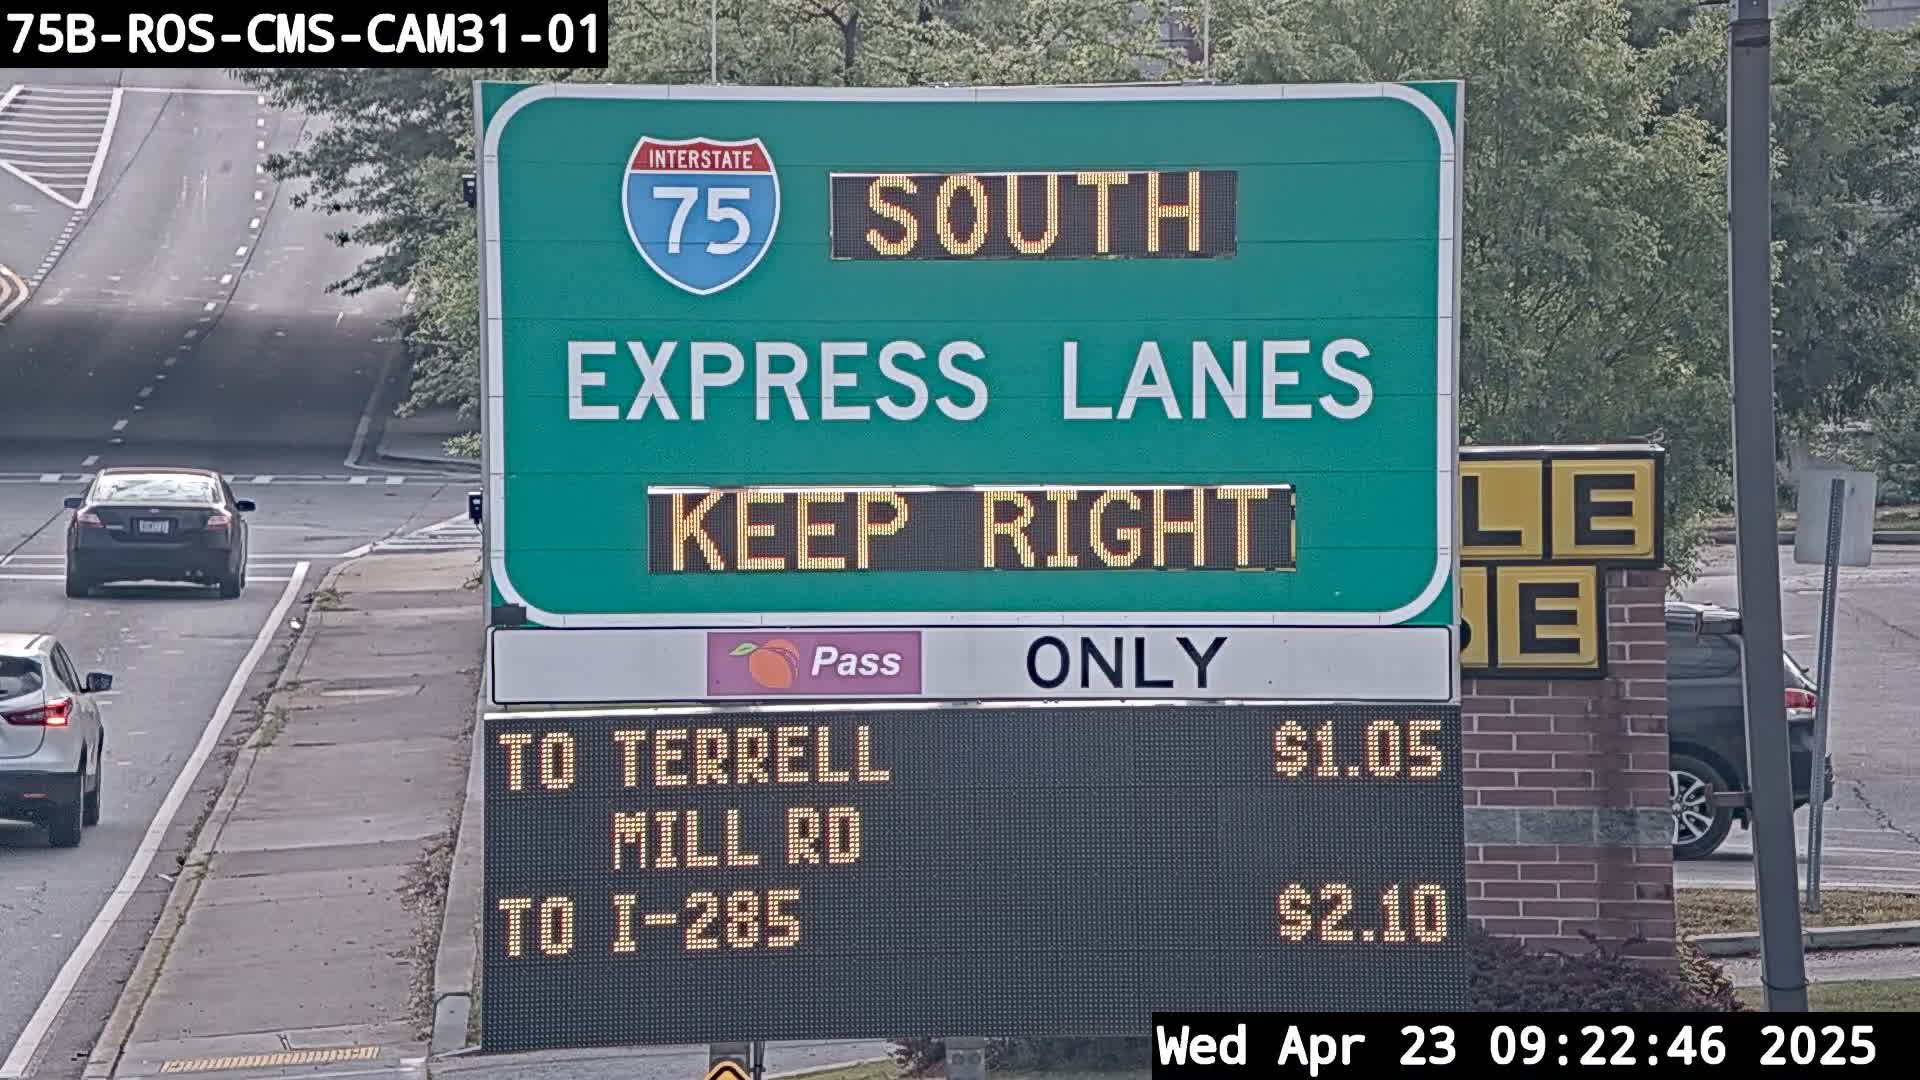 75B-ROS-CMS-CAM31-01
INTERSTATE
75
SOUTH
EXPRESS LANES
KEEP RIGHT
Pass ONLY
TO TERRELL $1.05
MILL RD
TO I-285 $2.10
LE
E
Wed Apr 23 09:22:46 2025